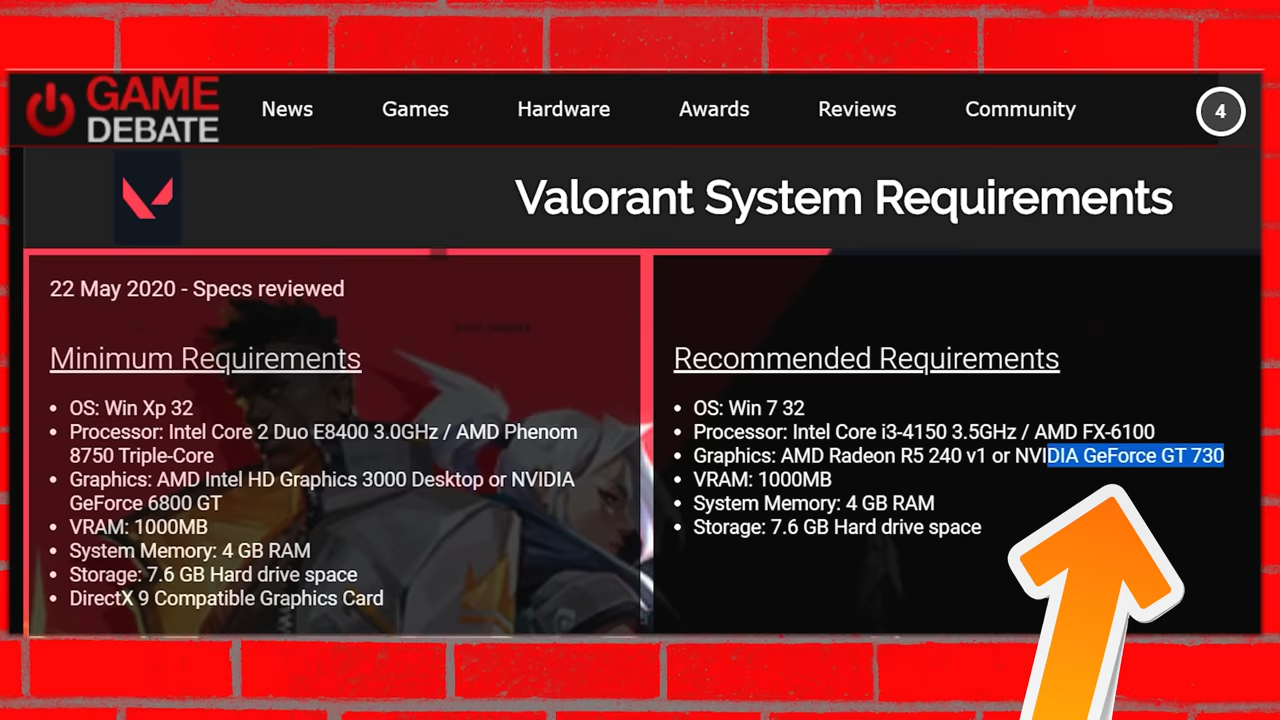 GAME
DEBATE
News
Games
Hardware
Awards
Reviews
Community
4
Valorant System Requirements
22 May 2020 - Specs reviewed
Minimum Requirements
• OS: Win Xp 32
• Processor: Intel Core 2 Duo E8400 3.0GHz / AMD Phenom
8750 Triple-Core
• Graphics: AMD Intel HD Graphics 3000 Desktop or NVIDIA
GeForce 6800 GT
• VRAM: 1000MB
• System Memory: 4 GB RAM
• Storage: 7.6 GB Hard drive space
• DirectX 9 Compatible Graphics Card
Recommended Requirements
• OS: Win 7 32
• Processor: Intel Core i3-4150 3.5GHz / AMD FX-6100
• Graphics: AMD Radeon R5 240 v1 or NVIDIA GeForce GT 730
• VRAM: 1000MB
• System Memory: 4 GB RAM
• Storage: 7.6 GB Hard drive space